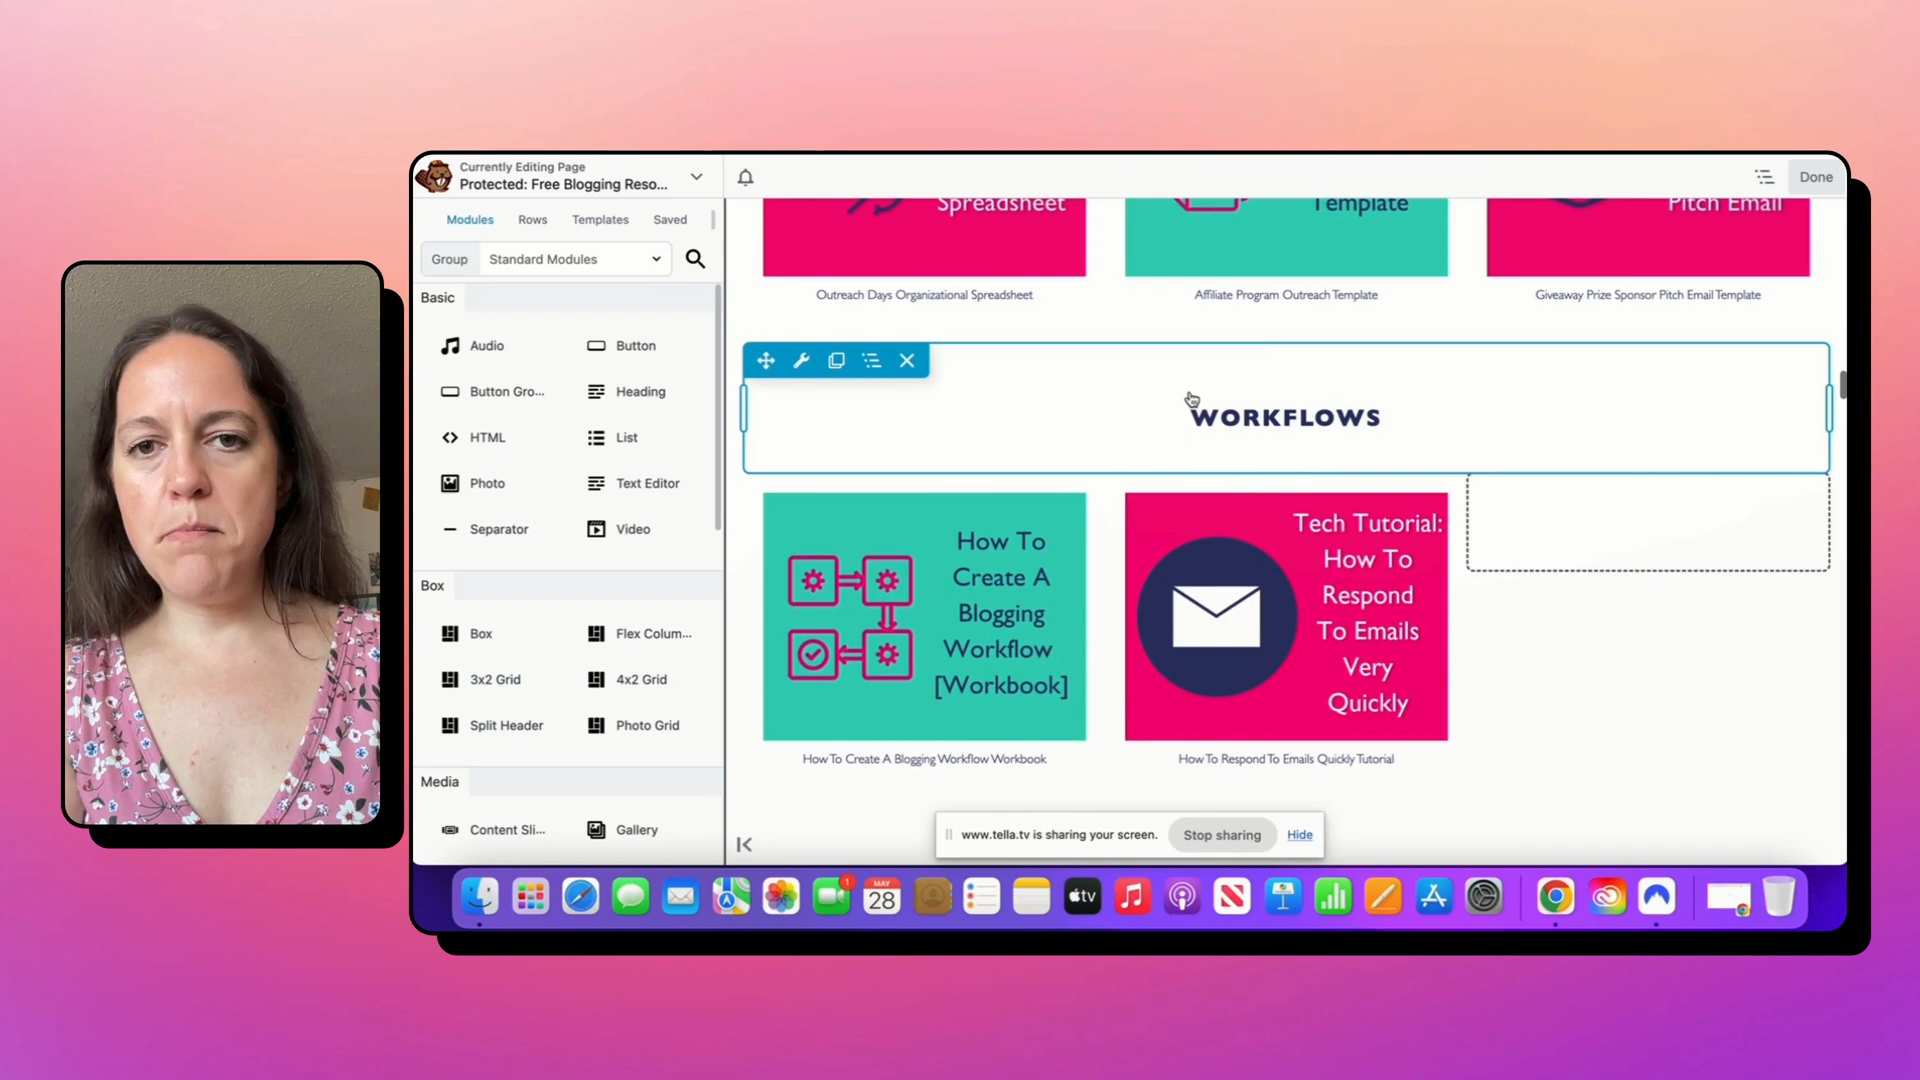 Currently Editing Page
Protected: Free Blogging Reso...
Done
Modules
Rows
Templates
Saved
Group
Standard Modules
Basic
Audio
Button
Button Gro...
Heading
HTML
List
Photo
Text Editor
Separator
Video
Box
Box
Flex Colum...
3x2 Grid
4x2 Grid
Split Header
Photo Grid
Media
Content Sli...
Gallery
Spreadsheet
Template
Pitch Email
Outreach Days Organizational Spreadsheet
Affiliate Program Outreach Template
Giveaway Prize Sponsor Pitch Email Template
WORKFLOWS
How To
Create A
Blogging
Workflow
[Workbook]
Tech Tutorial:
How To
Respond
To Emails
Very
Quickly
How To Create A Blogging Workflow Workbook
How To Respond To Emails Quickly Tutorial
www.tella.tv is sharing your screen.
Stop sharing
Hide
1
MAY
28
tv